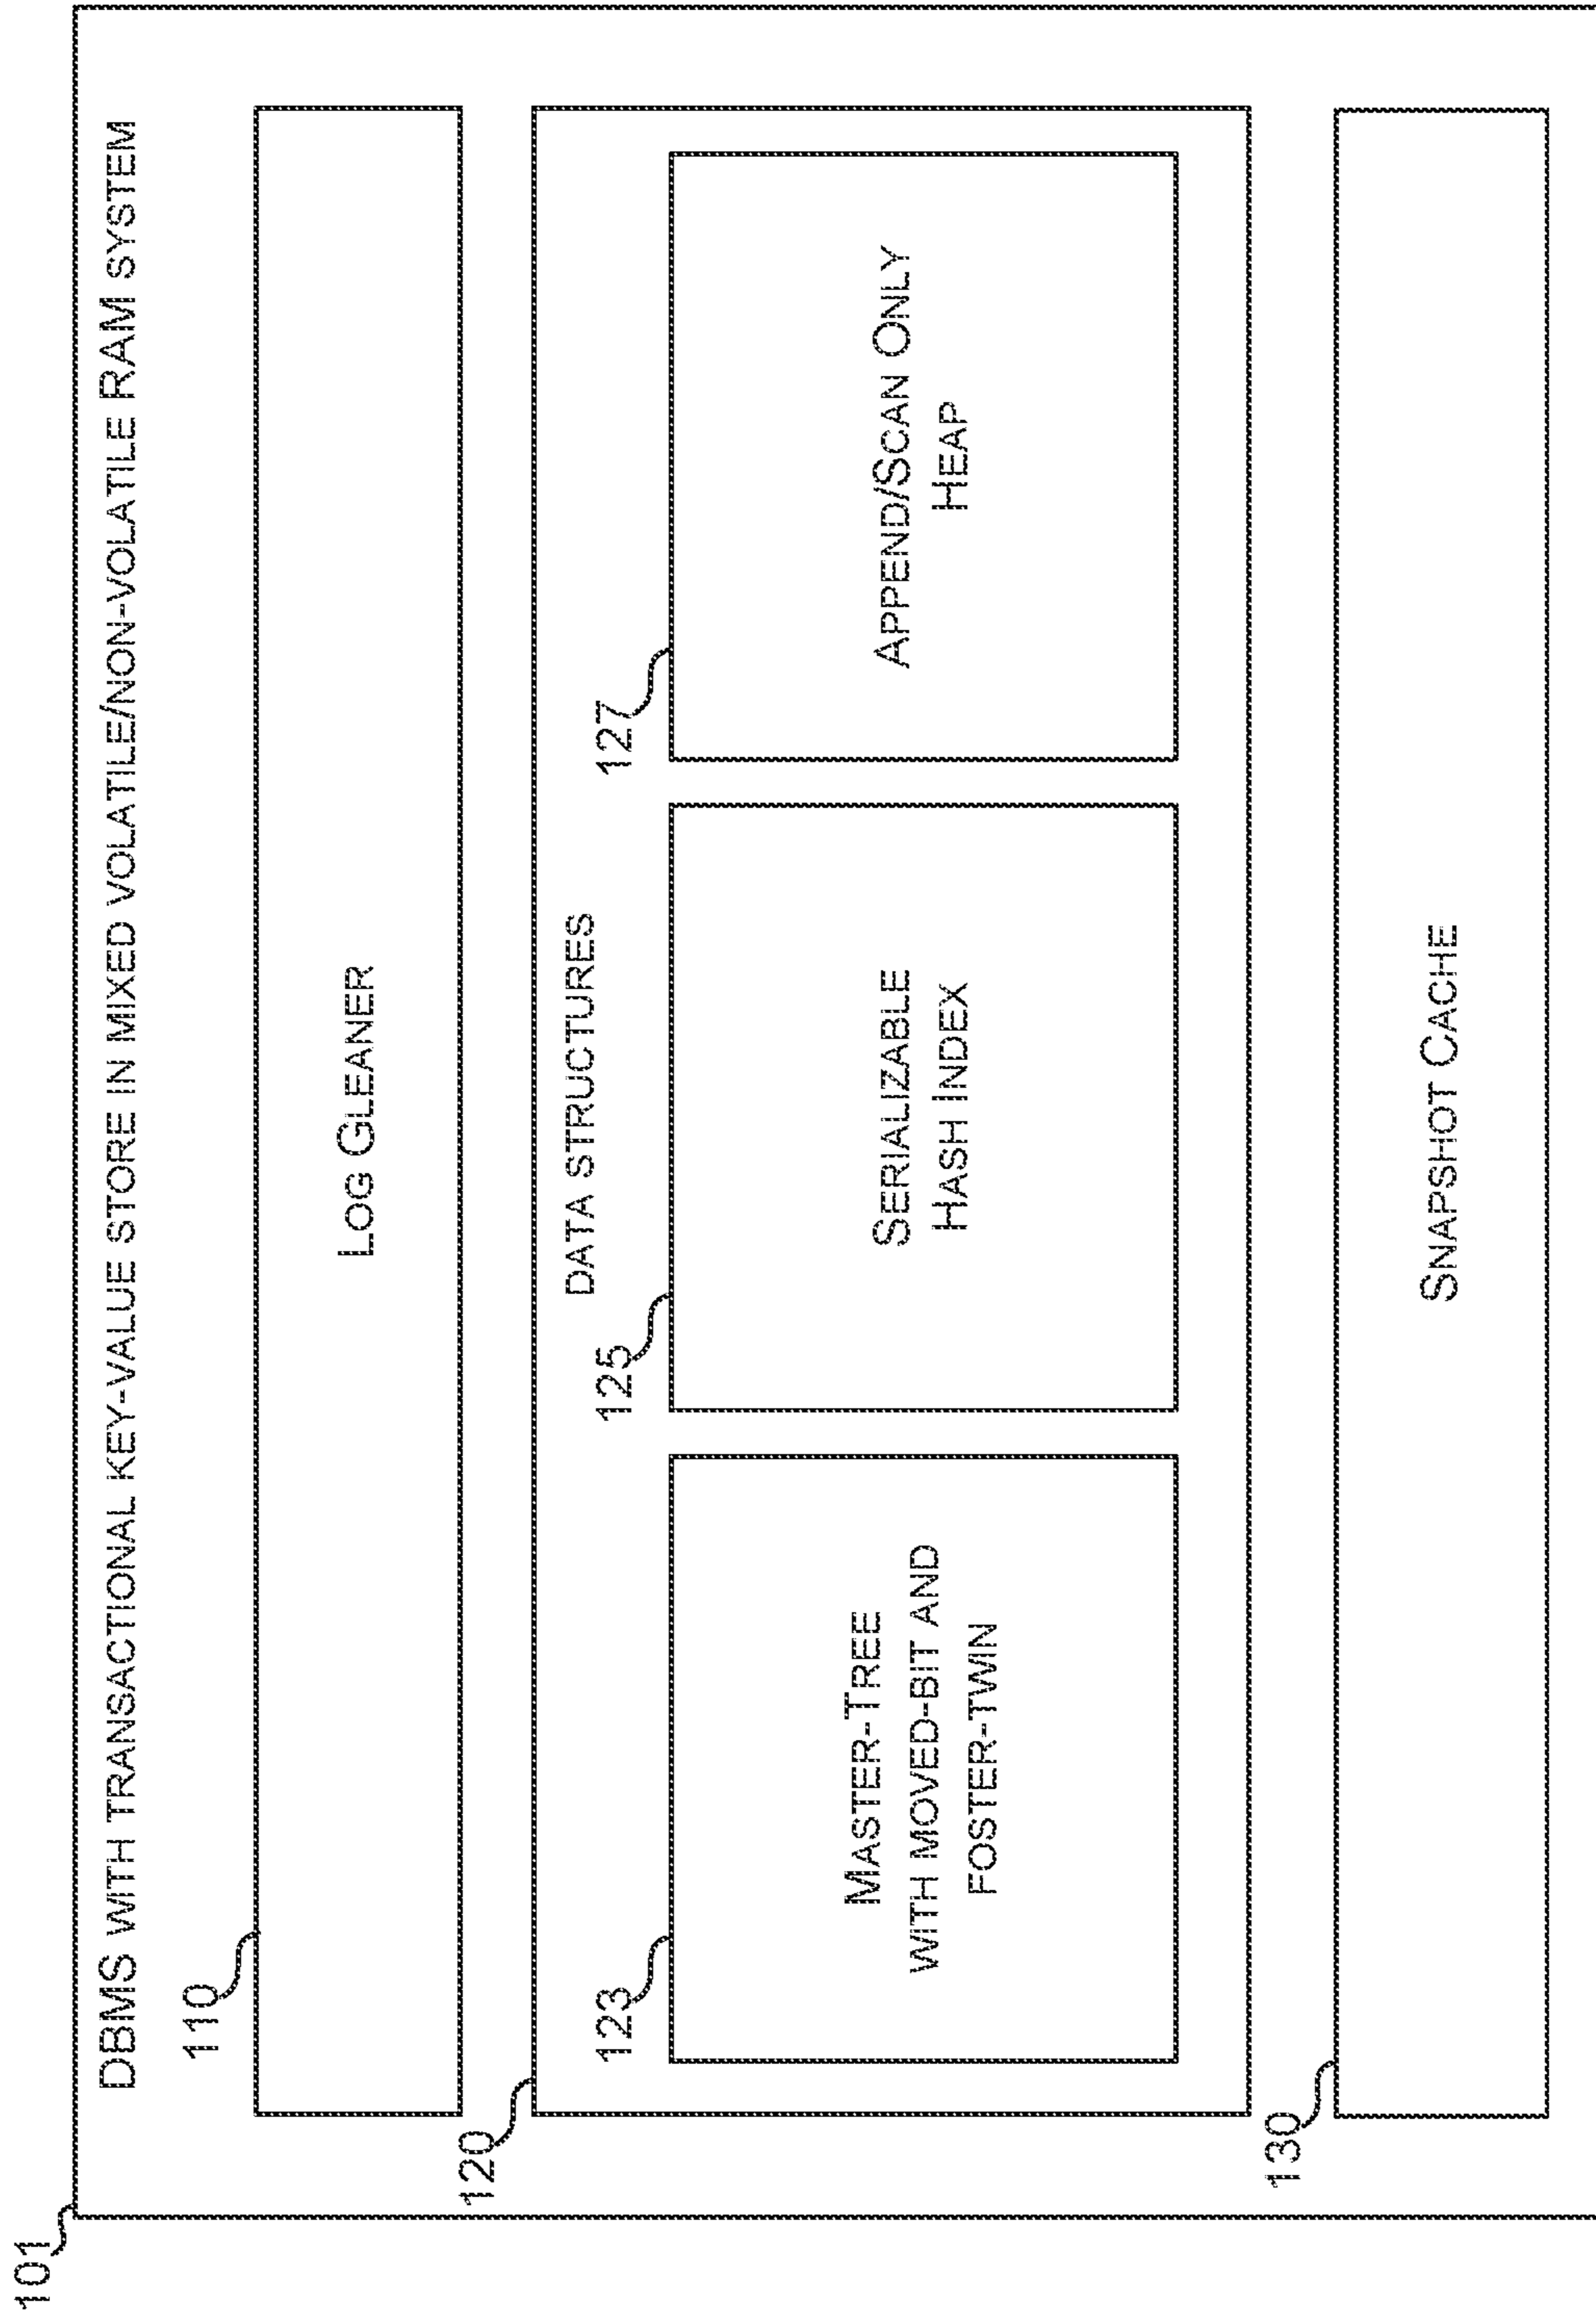 101
DBMS WITH TRANSACTIONAL KEY-VALUE STORE IN MIXED VOLATILE/NON-VOLATILE RAM SYSTEM
110
LOG GLEANER
120
DATA STRUCTURES
123
MASTER-TREE
WITH MOVED-BIT AND
FOSTER-TWIN
125
SERIALIZABLE
HASH INDEX
127
APPEND/SCAN ONLY
HEAP
130
SNAPSHOT CACHE